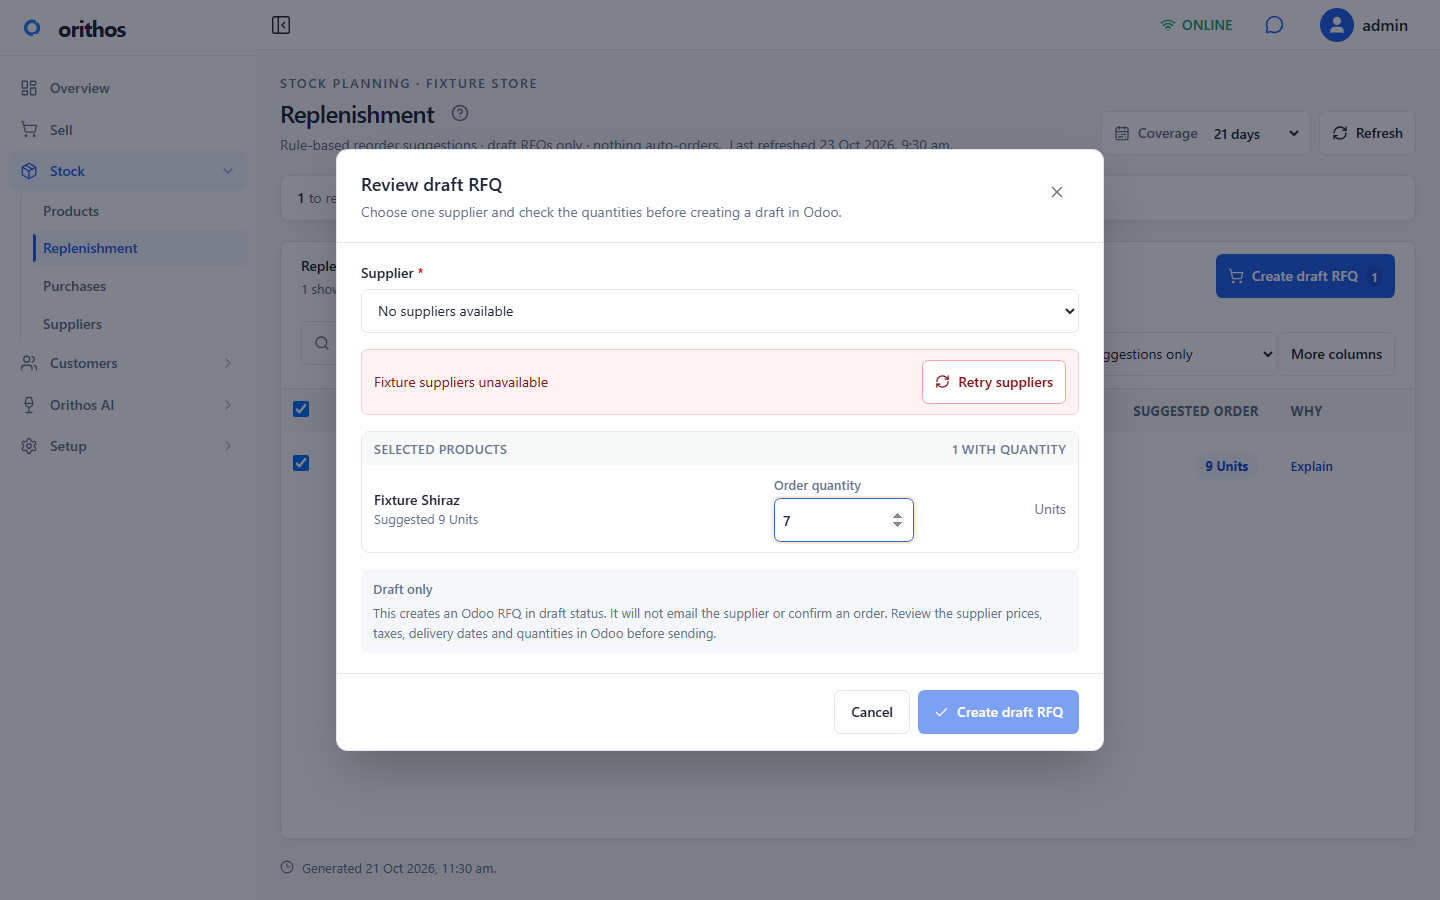 orithos
ONLINE
admin
Overview
Sell
Stock
Products
Replenishment
Purchases
Suppliers
Customers
Orithos AI
Setup
STOCK PLANNING · FIXTURE STORE
Replenishment
Rule-based reorder suggestions · draft RFQs only · nothing auto-orders. Last refreshed 23 Oct 2026, 9:30 am.
Coverage 21 days
Refresh
1 to re
Reple
1 show
Create draft RFQ 1
ggestions only
More columns
SUGGESTED ORDER WHY
9 Units Explain
Review draft RFQ
Choose one supplier and check the quantities before creating a draft in Odoo.
Supplier *
No suppliers available
Fixture suppliers unavailable
Retry suppliers
SELECTED PRODUCTS 1 WITH QUANTITY
Order quantity
Fixture Shiraz
Suggested 9 Units
7
Units
Draft only
This creates an Odoo RFQ in draft status. It will not email the supplier or confirm an order. Review the supplier prices,
taxes, delivery dates and quantities in Odoo before sending.
Cancel
Create draft RFQ
Generated 21 Oct 2026, 11:30 am.